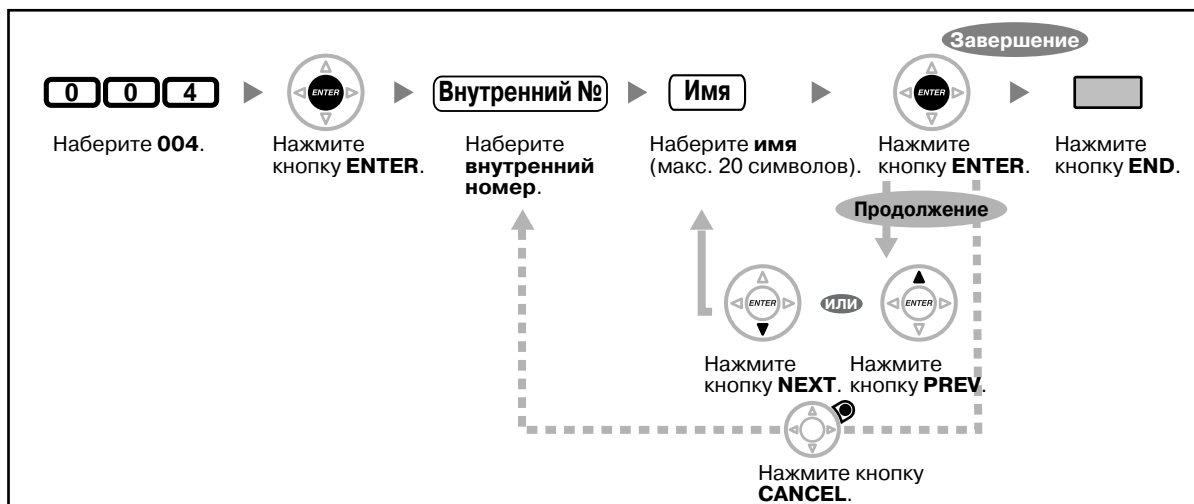 Завершение
0 0 4 ENTER Внутренний № Имя ENTER
Наберите 004.
Нажмите
кнопку ENTER.
Наберите
внутренний
номер.
Наберите имя
(макс. 20 символов).
Нажмите
кнопку ENTER.
Нажмите
кнопку END.
Продолжение
ENTER или ENTER
Нажмите
кнопку NEXT.
Нажмите
кнопку PREV.
Нажмите кнопку
CANCEL.